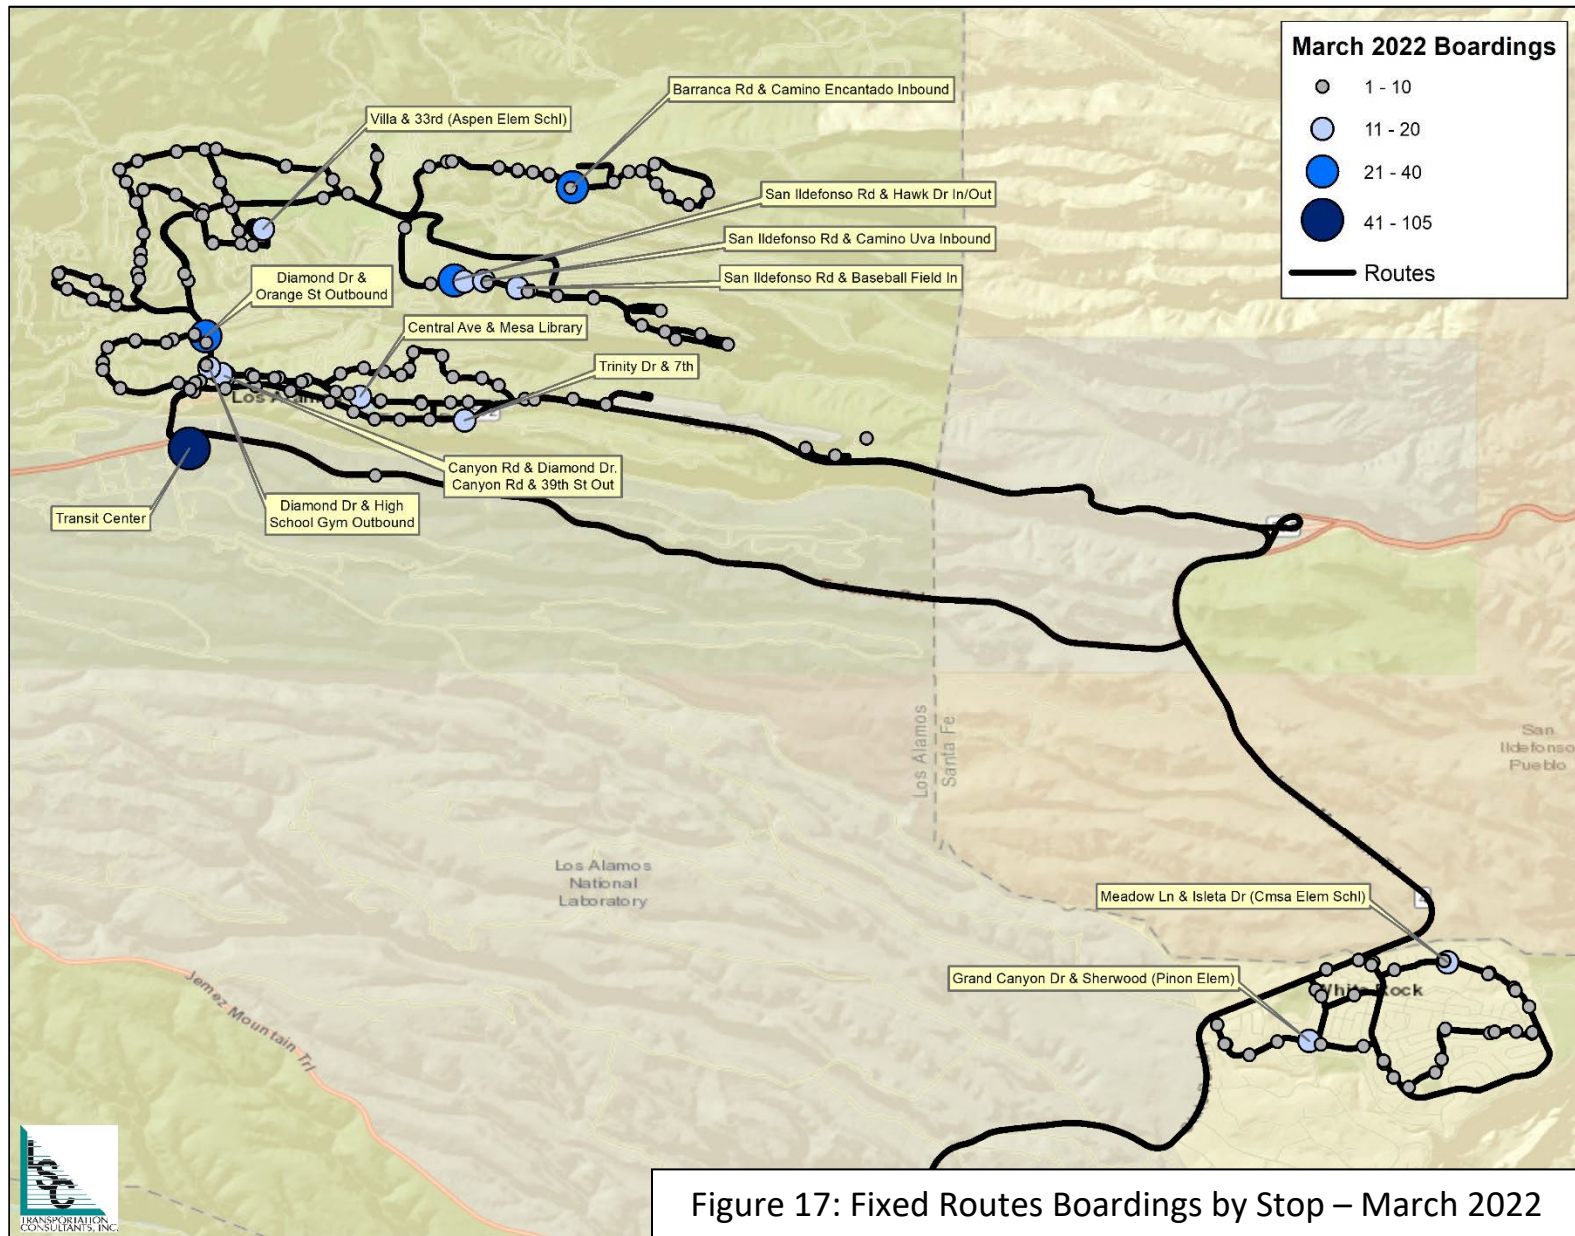 March 2022 Boardings
1 - 10
11 - 20
21 - 40
41 - 105
Routes
Barranca Rd & Camino Encantado Inbound
Villa & 33rd (Aspen Elem Schl)
San Ildefonso Rd & Hawk Dr In/Out
San Ildefonso Rd & Camino Uva Inbound
San Ildefonso Rd & Baseball Field In
Diamond Dr &
Orange St Outbound
Central Ave & Mesa Library
Trinity Dr & 7th
Canyon Rd & Diamond Dr.
Canyon Rd & 39th St Out
Diamond Dr & High
School Gym Outbound
Transit Center
Los Alamos
Santa Fe
San
Ildefonso
Pueblo
Los Alamos
National
Laboratory
Meadow Ln & Isleta Dr (Cmsa Elem Schl)
Grand Canyon Dr & Sherwood (Pinon Elem)
White Rock
Jemez Mountain Trl
LSC
TRANSPORTATION
CONSULTANTS, INC.
Figure 17: Fixed Routes Boardings by Stop – March 2022